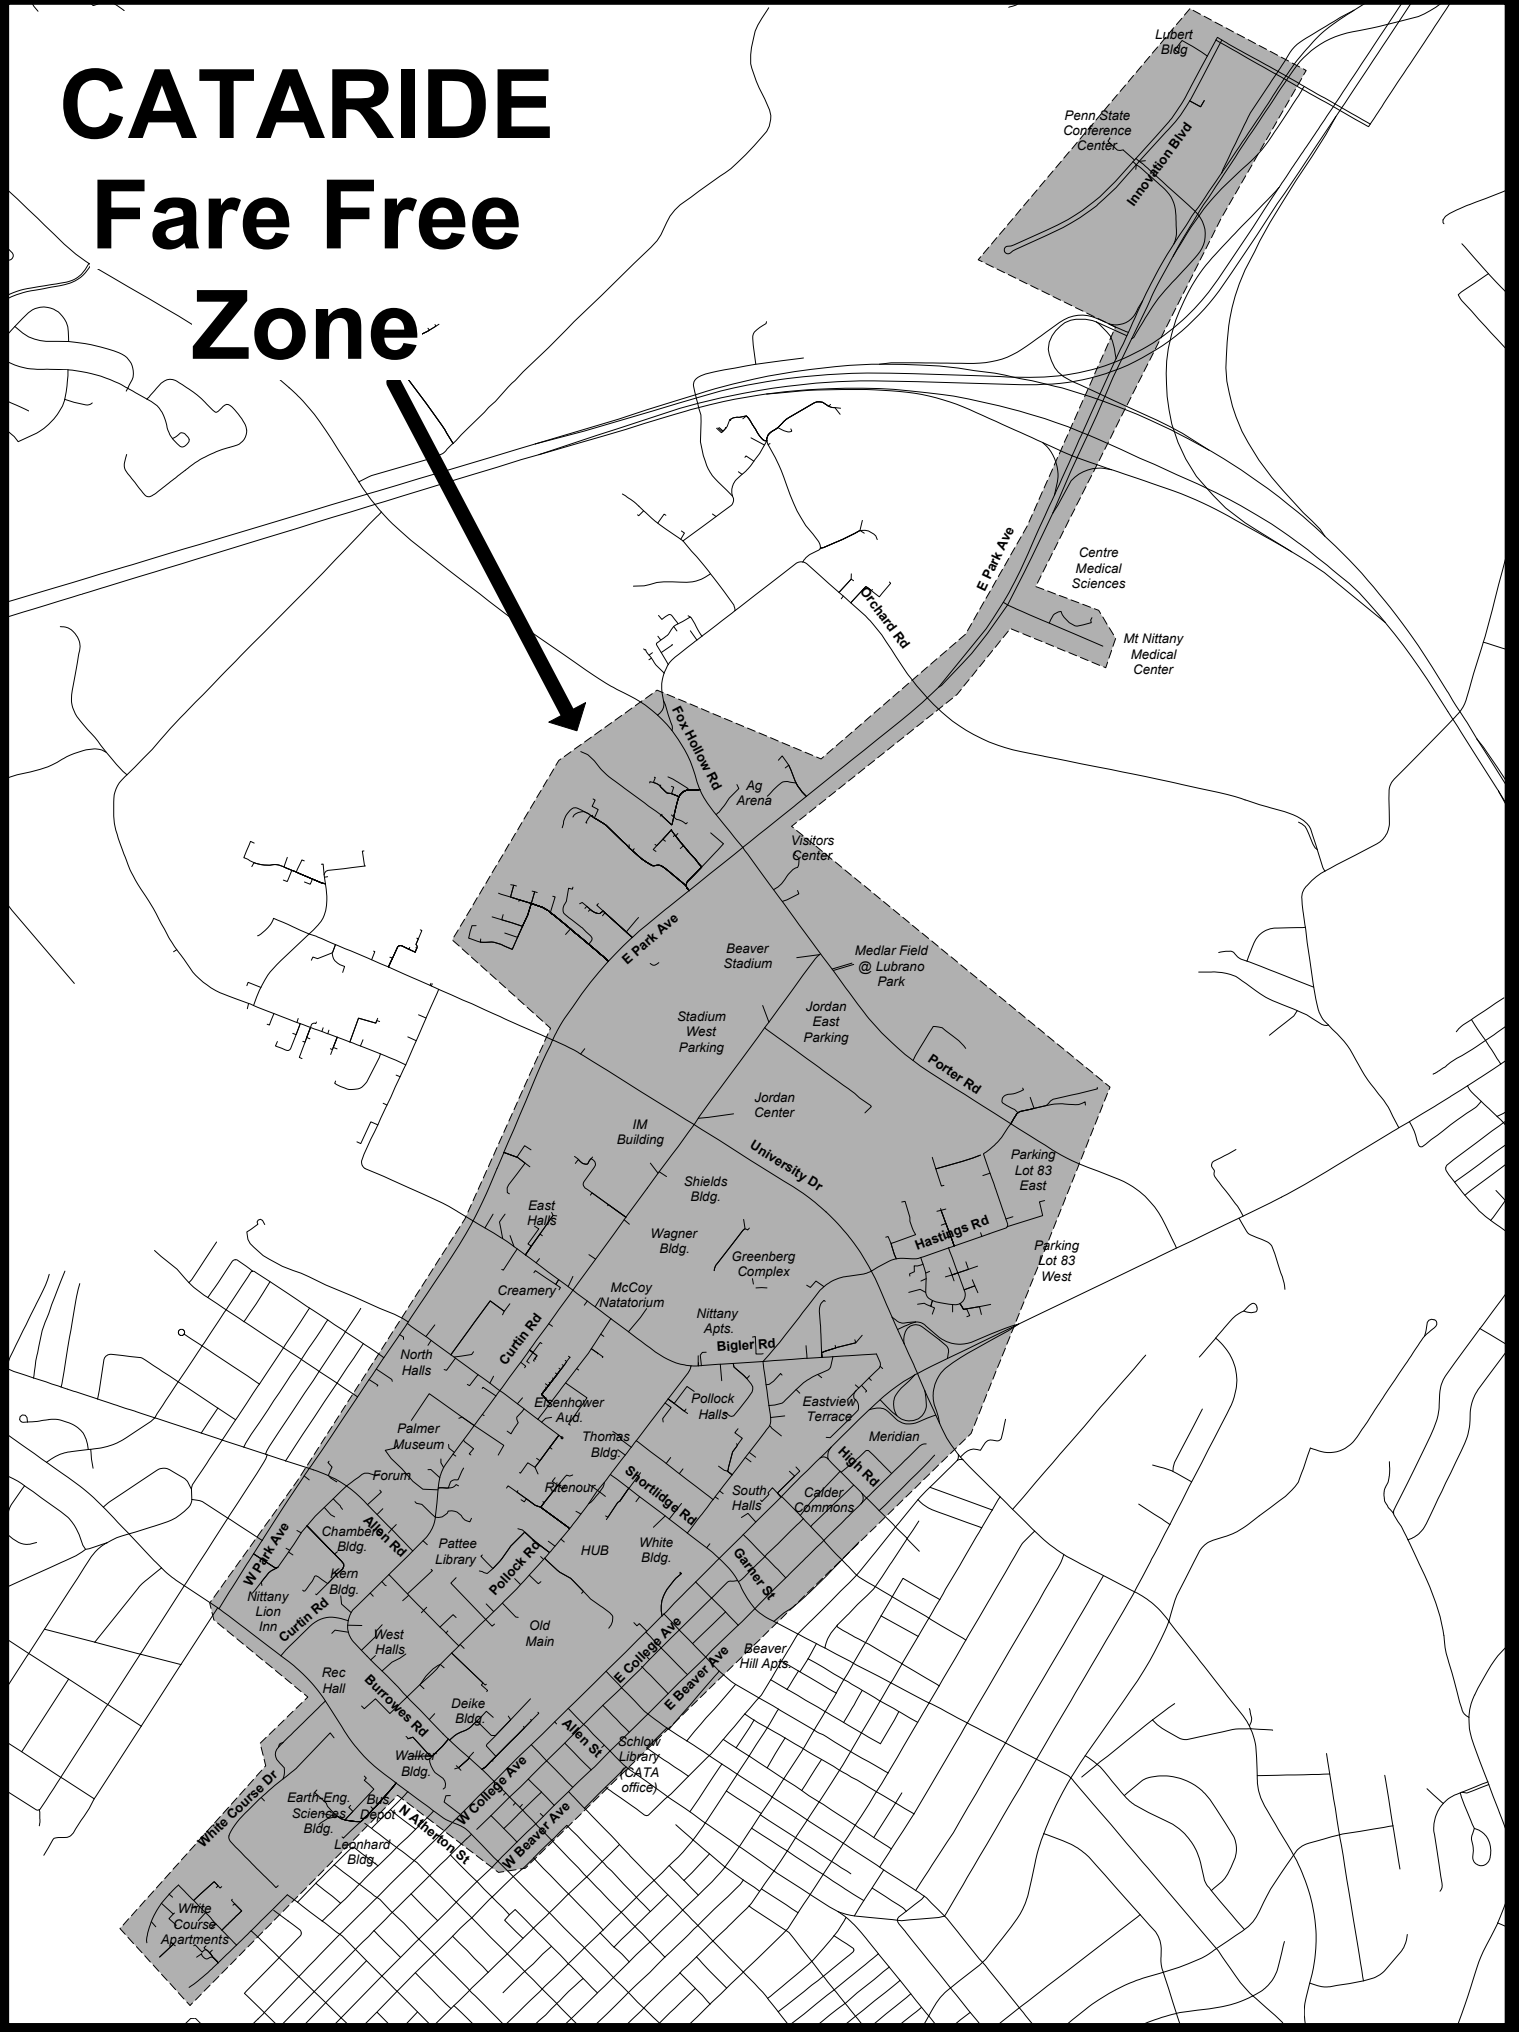 CATARIDE
Fare Free
Zone
Lubert
Bldg
Penn State
Conference
Center
Innovation Blvd
E Park Ave
Centre
Medical
Sciences
Orchard Rd
Mt Nittany
Medical
Center
Fox Hollow Rd
Ag
Arena
Visitors
Center
E Park Ave
Beaver
Stadium
Medlar Field
@ Lubrano
Park
Stadium
West
Parking
Jordan
East
Parking
Porter Rd
Jordan
Center
IM
Building
University Dr
Parking
Lot 83
East
Shields
Bldg.
East
Halls
Wagner
Bldg.
Hastings Rd
Greenberg
Complex
Parking
Lot 83
West
Creamery
McCoy
Natatorium
Nittany
Apts.
Curtin Rd
Bigler Rd
North
Halls
Eisenhower
Aud.
Pollock
Halls
Eastview
Terrace
Palmer
Museum
Thomas
Bldg.
Meridian
High Rd
Forum
Ritenour
Shortlidge Rd
South
Halls
Calder
Commons
Chambers
Bldg.
Allen Rd
W Park Ave
Pattee
Library
HUB
White
Bldg.
Pollock Rd
Garner St
Kern
Bldg.
Nittany
Lion
Inn
Curtin Rd
West
Halls
Old
Main
E College Ave
Beaver
Hill Apts.
Rec
Hall
Burrowes Rd
E Beaver Ave
Deike
Bldg.
Allen St
Schlow
Library
(CATA
office)
Walker
Bldg.
W College Ave
White Course Dr
Earth-Eng.
Sciences
Bldg.
Bus
Depot
N Atherton St
W Beaver Ave
Leonhard
Bldg.
White
Course
Apartments